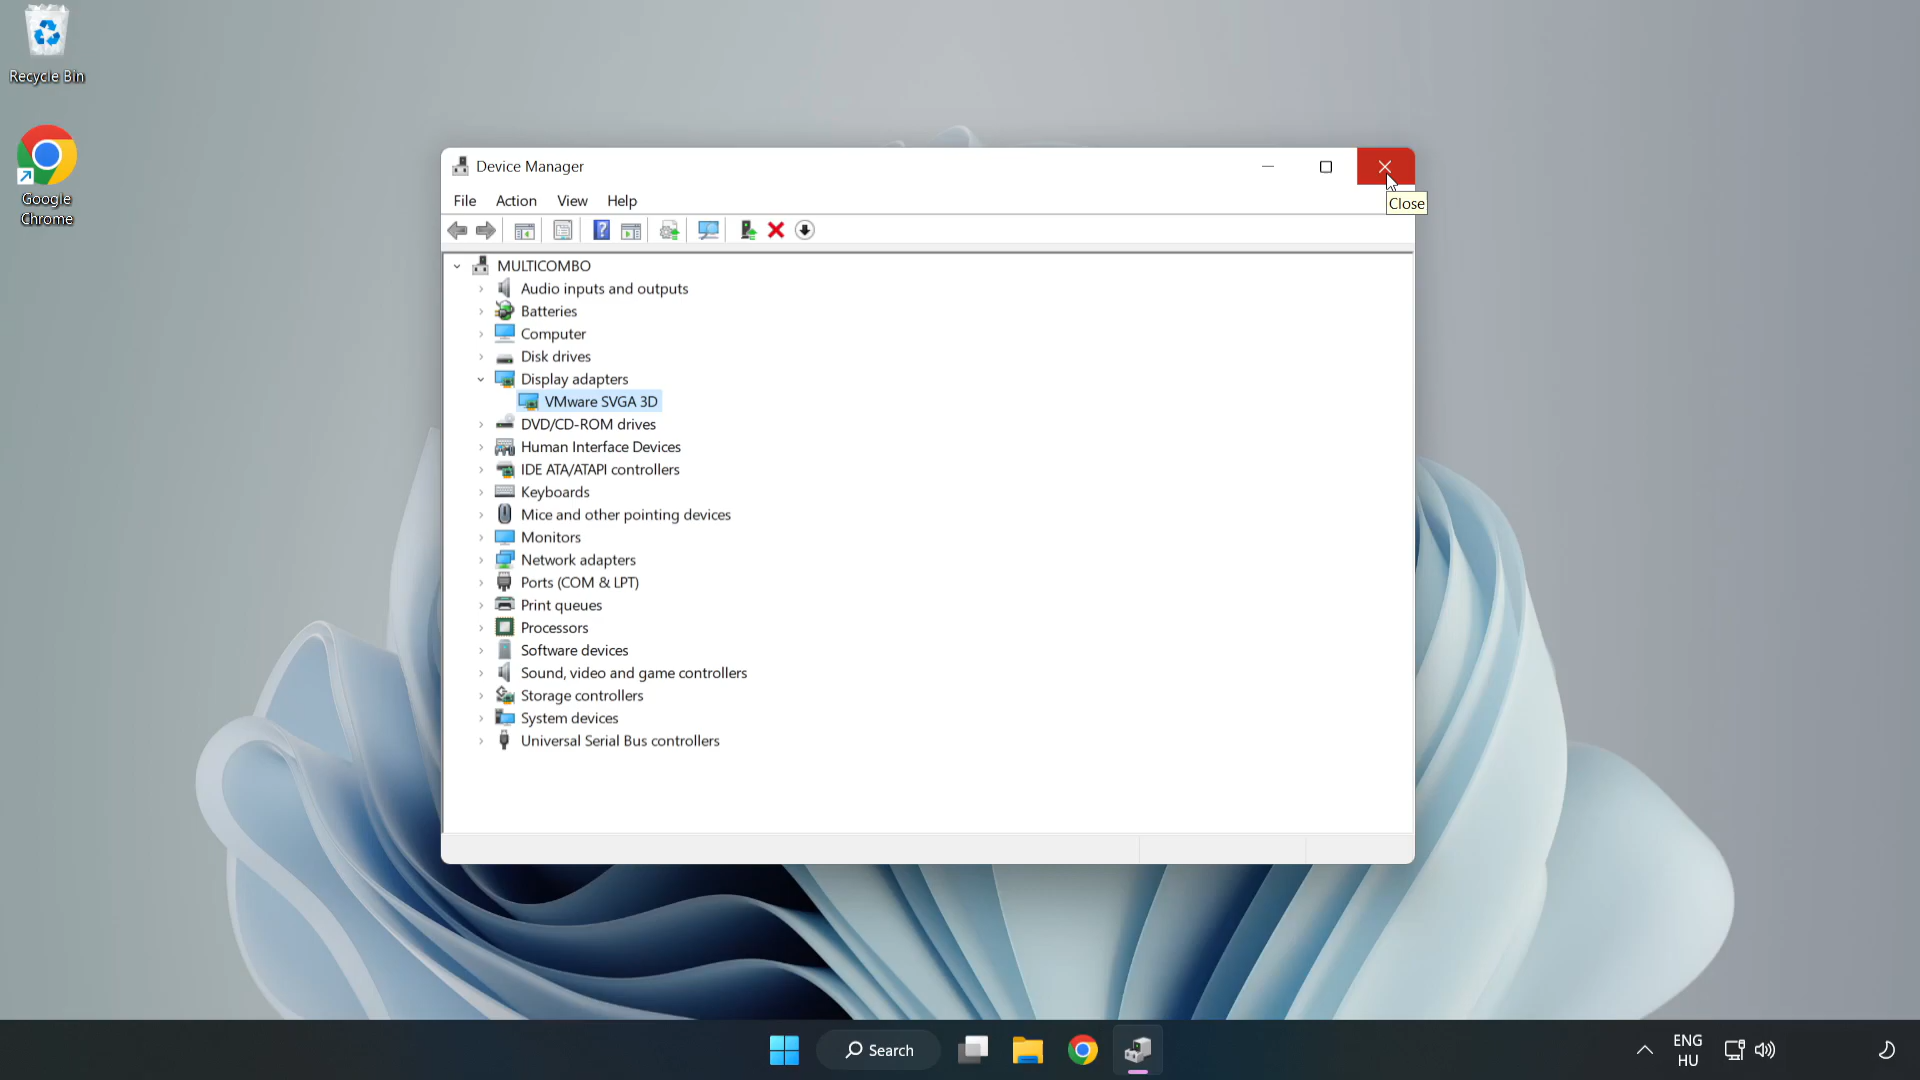 Recycle Bin
Google
Chrome
Device Manager
File Action View Help
Close
MULTICOMBO
Audio inputs and outputs
Batteries
Computer
Disk drives
Display adapters
VMware SVGA 3D
DVD/CD-ROM drives
Human Interface Devices
IDE ATA/ATAPI controllers
Keyboards
Mice and other pointing devices
Monitors
Network adapters
Ports (COM & LPT)
Print queues
Processors
Software devices
Sound, video and game controllers
Storage controllers
System devices
Universal Serial Bus controllers
Search
ENG
HU